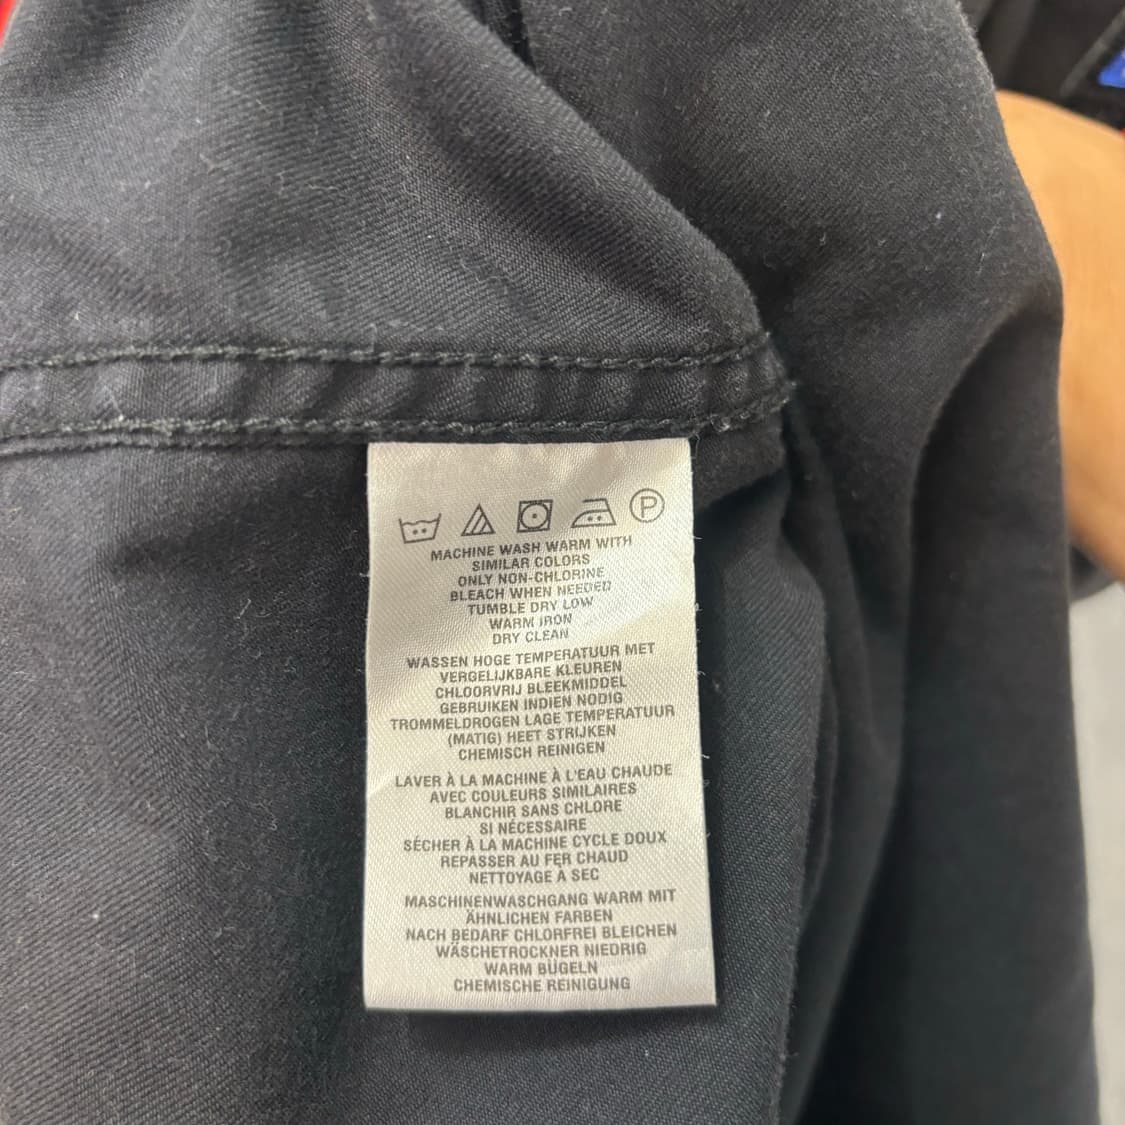 P
MACHINE WASH WARM WITH
SIMILAR COLORS
ONLY NON-CHLORINE
BLEACH WHEN NEEDED
TUMBLE DRY LOW
WARM IRON
DRY CLEAN
WASSEN HOGE TEMPERATUUR MET
VERGELIJKBARE KLEUREN
CHLOORVRIJ BLEEKMIDDEL
GEBRUIKEN INDIEN NODIG
TROMMELDROGEN LAGE TEMPERATUUR
(MATIG) HEET STRIJKEN
CHEMISCH REINIGEN
LAVER À LA MACHINE À L'EAU CHAUDE
AVEC COULEURS SIMILAIRES
BLANCHIR SANS CHLORE
SI NÉCESSAIRE
SÉCHER À LA MACHINE CYCLE DOUX
REPASSER AU FER CHAUD
NETTOYAGE À SEC
MASCHINENWASCHGANG WARM MIT
ÄHNLICHEN FARBEN
NACH BEDARF CHLORFREI BLEICHEN
WÄSCHETROCKNER NIEDRIG
WARM BÜGELN
CHEMISCHE REINIGUNG